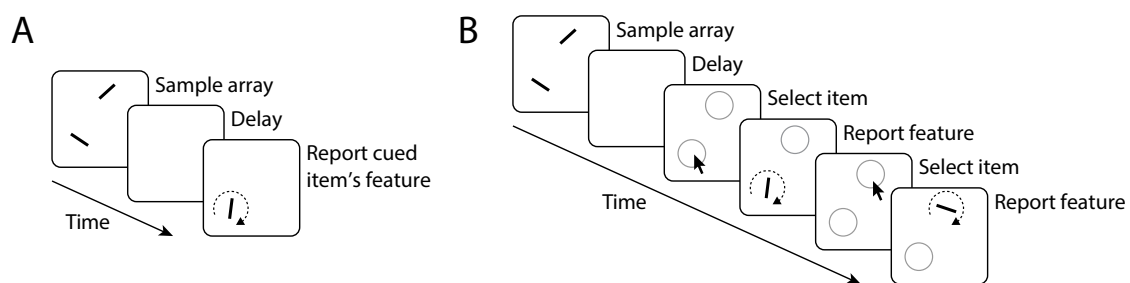 A
Sample array
Delay
Report cued
item's feature
Time
B
Sample array
Delay
Select item
Report feature
Select item
Report feature
Time